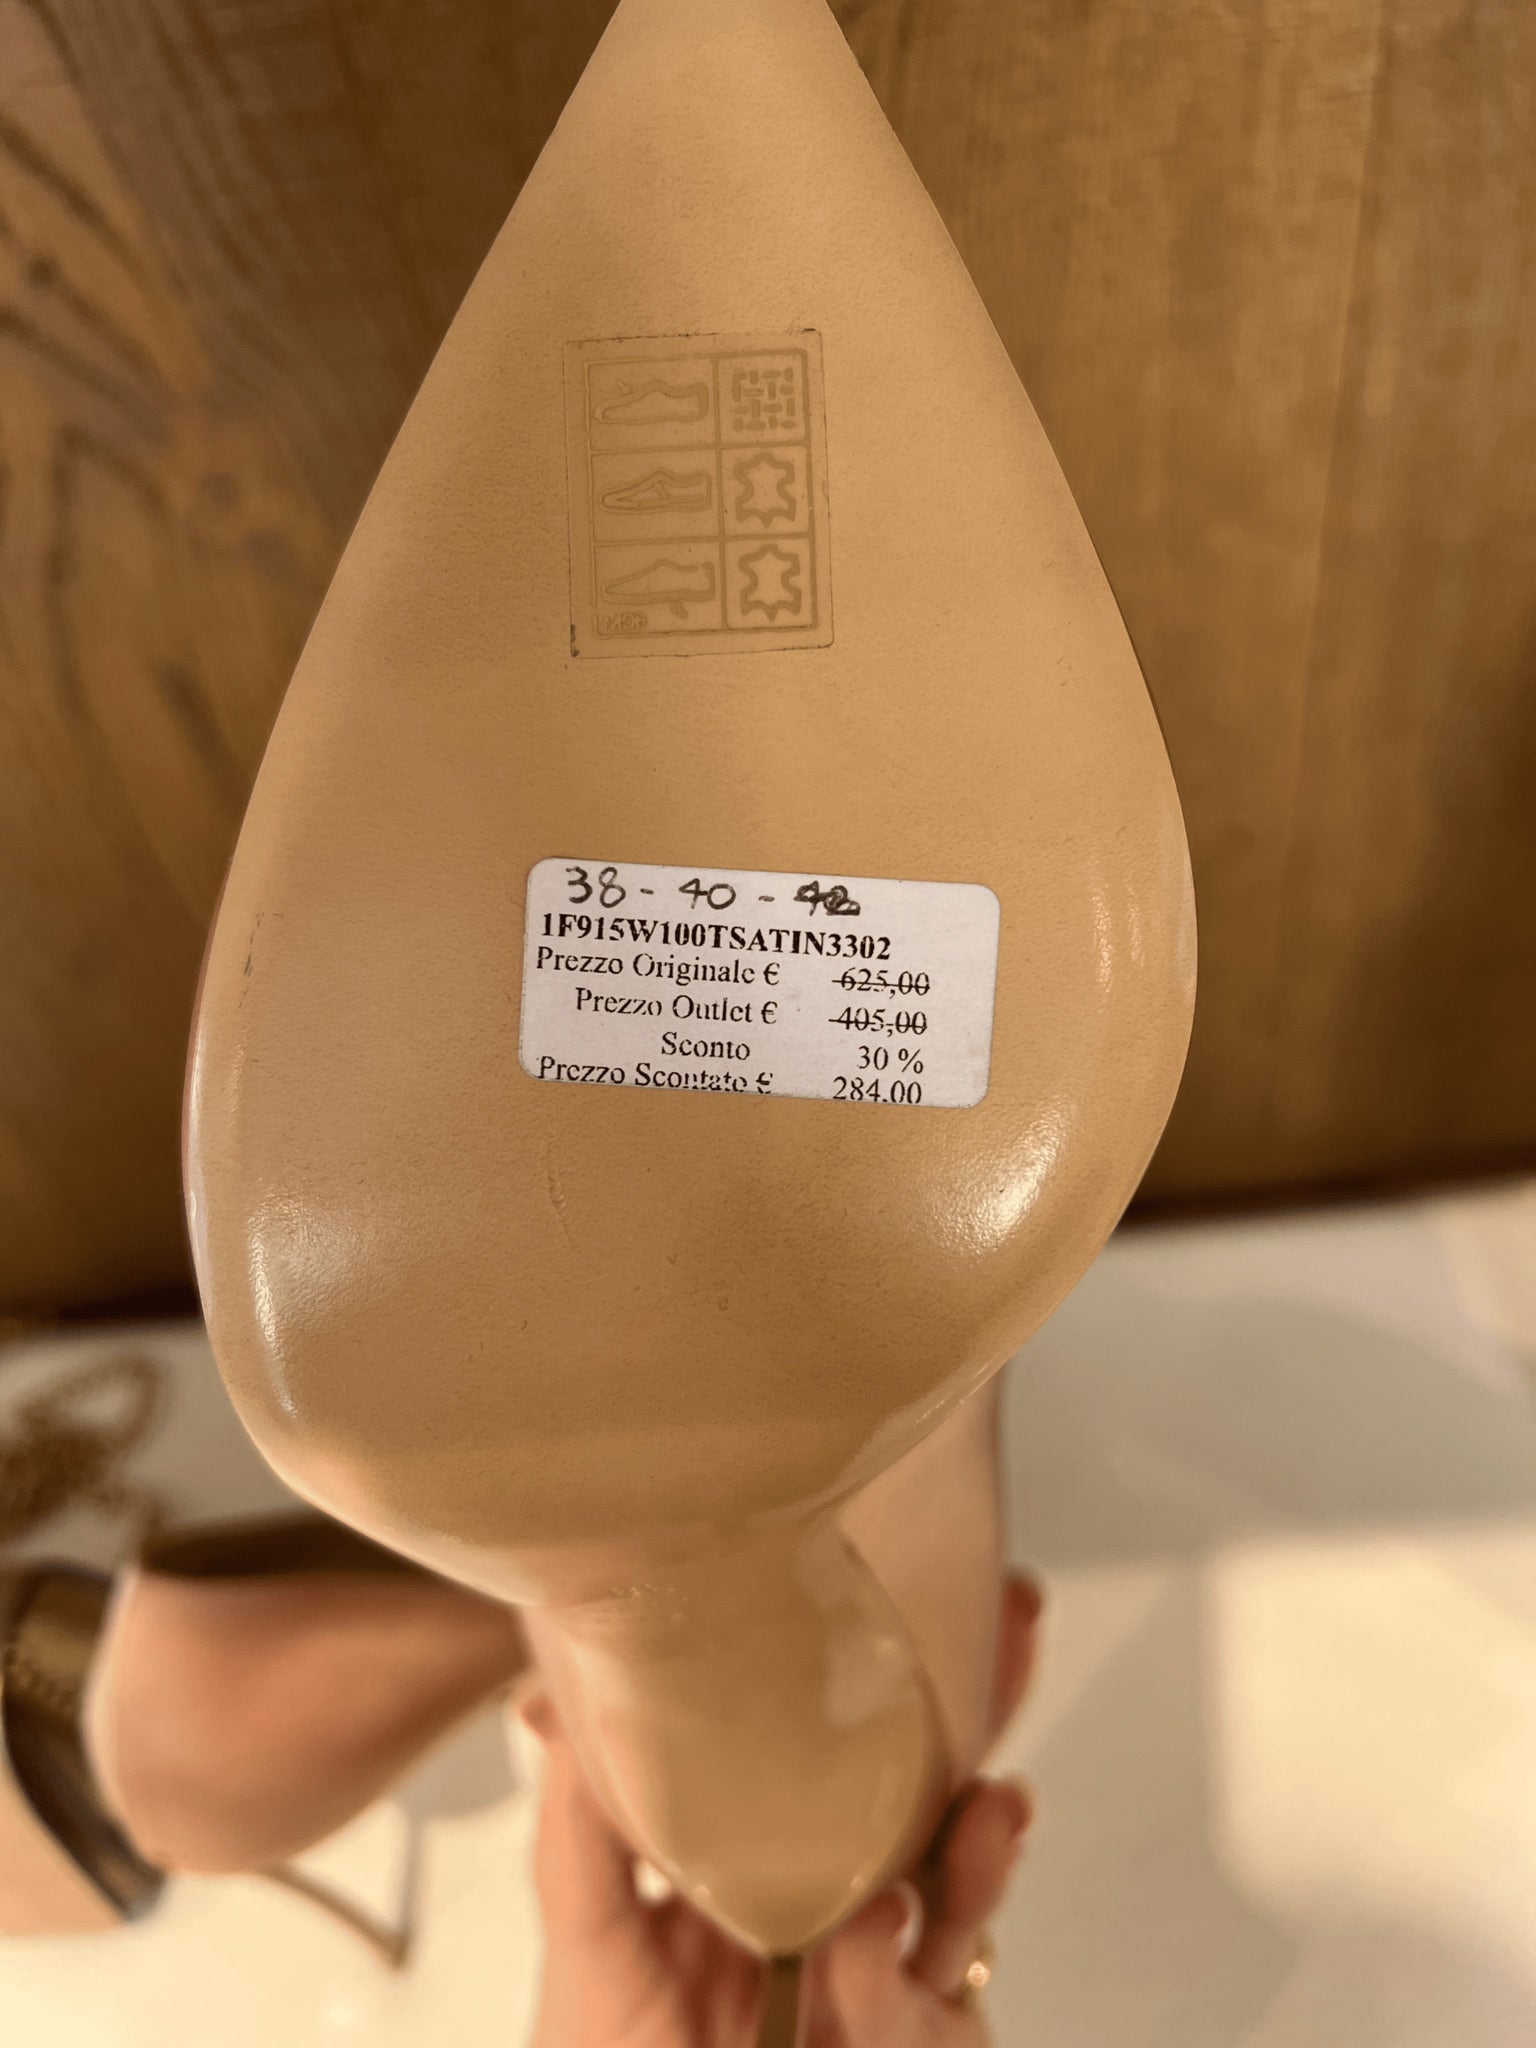 38 - 40 - 42
1F915W100TSATIN3302
Prezzo Originale € 625,00
Prezzo Outlet € 405,00
Sconto 30 %
Prezzo Scontato € 284,00